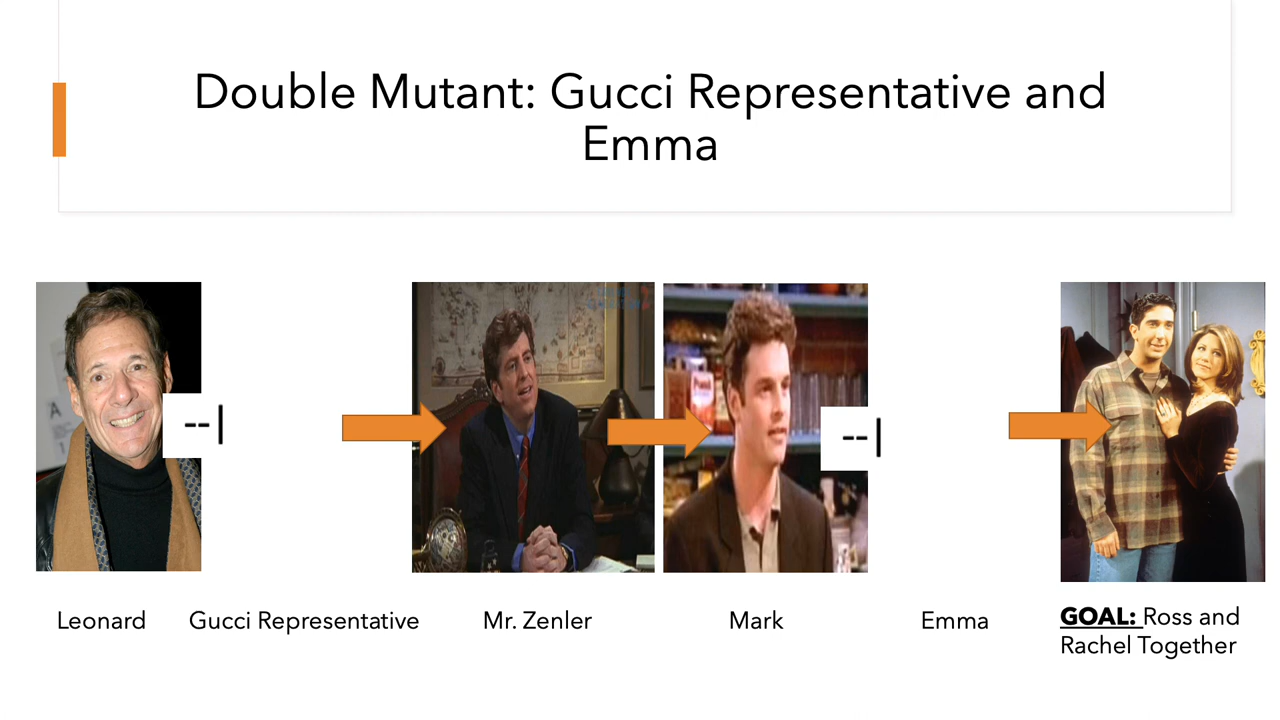 Double Mutant: Gucci Representative and
Emma
--|
--|
Leonard
Gucci Representative
Mr. Zenler
Mark
Emma
GOAL: Ross and
Rachel Together